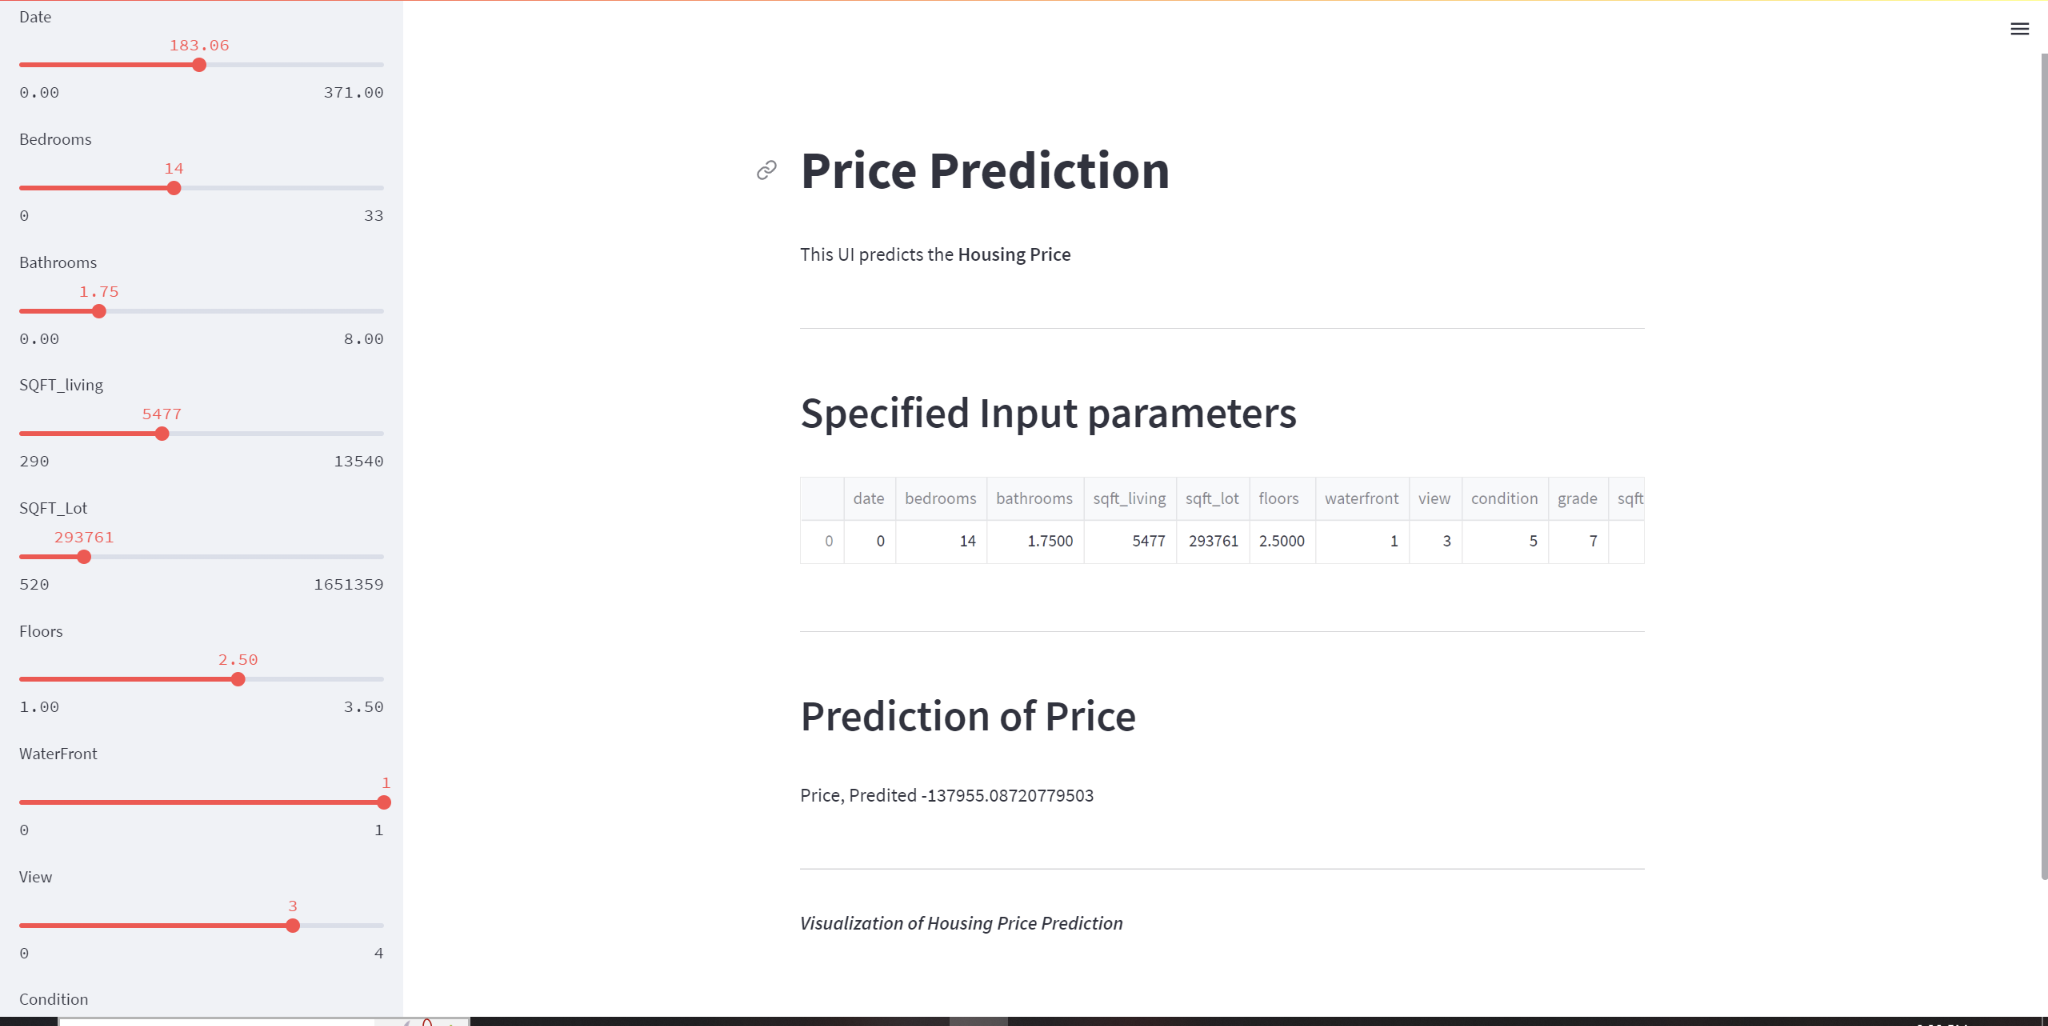 Date
183.06
0.00 371.00
Bedrooms
14
0 33
Bathrooms
1.75
0.00 8.00
SQFT_living
5477
290 13540
SQFT_Lot
293761
520 1651359
Floors
2.50
1.00 3.50
WaterFront
1
0 1
View
3
0 4
Condition
Price Prediction
This UI predicts the Housing Price
Specified Input parameters
date bedrooms bathrooms sqft_living sqft_lot floors waterfront view condition grade sqft
0 0 14 1.7500 5477 293761 2.5000 1 3 5 7
Prediction of Price
Price, Predited -137955.08720779503
Visualization of Housing Price Prediction